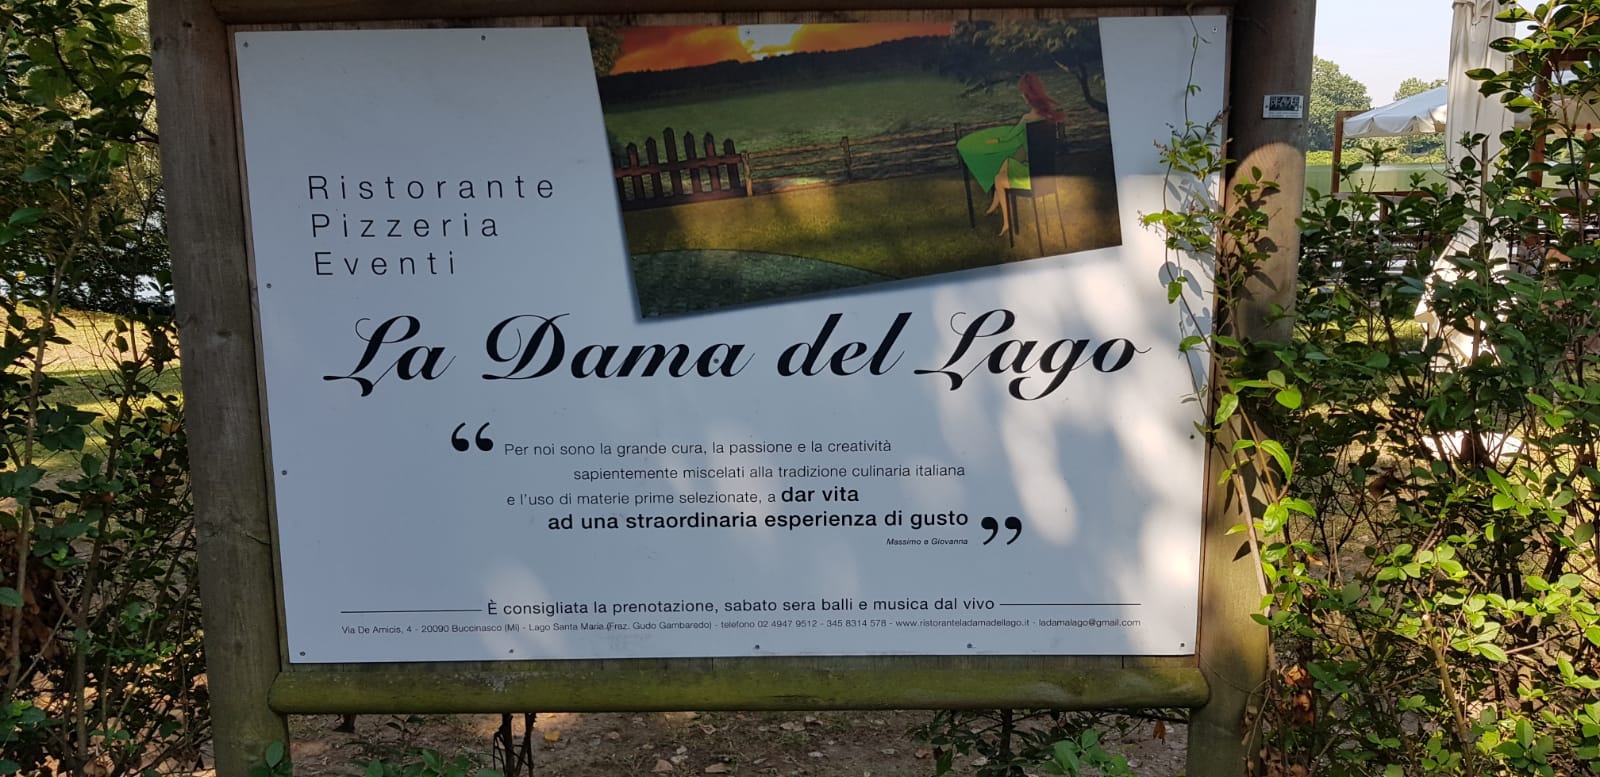 Ristorante
Pizzeria
Eventi
La Dama del Lago
“ Per noi sono la grande cura, la passione e la creatività
sapientemente miscelati alla tradizione culinaria italiana
e l'uso di materie prime selezionate, a dar vita
ad una straordinaria esperienza di gusto ”
Massimo e Giovanna
È consigliata la prenotazione, sabato sera balli e musica dal vivo
Via De Amicis, 4 - 20090 Buccinasco (Mi) - Lago Santa Maria (Fraz. Gudo Gambaredo) - telefono 02 4947 9512 - 345 8314 578 - www.ristoranteladamadellago.it - ladamalago@gmail.com